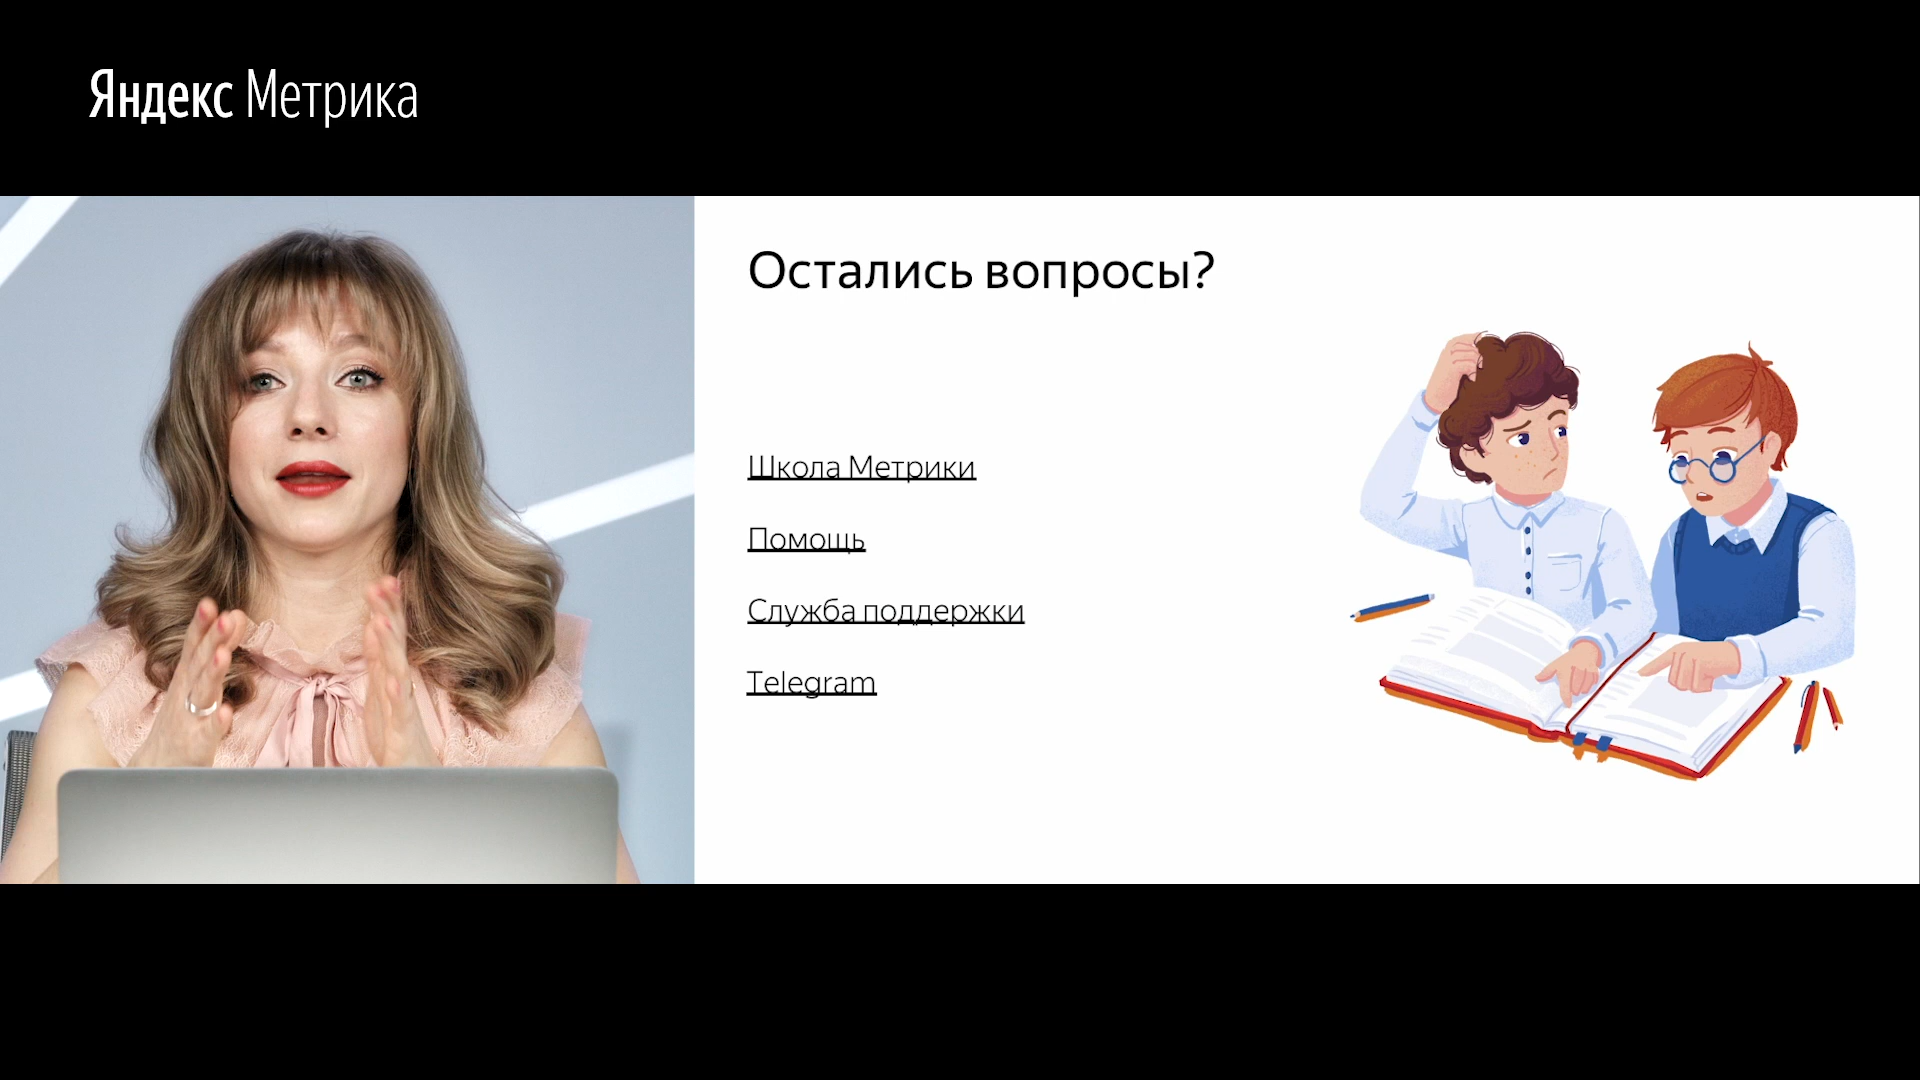 Яндекс Метрика
Остались вопросы?
Школа Метрики
Помощь
Служба поддержки
Telegram